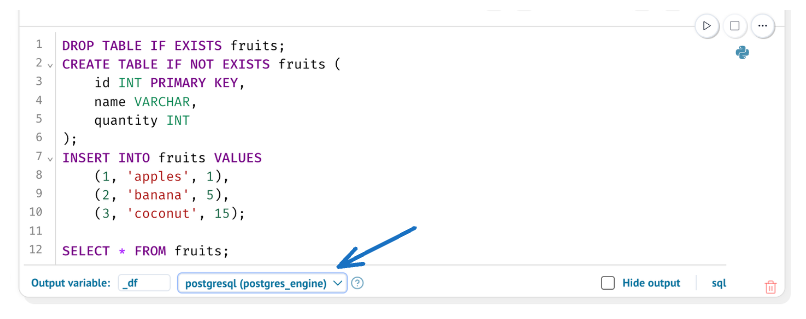 1 DROP TABLE IF EXISTS fruits;
2 CREATE TABLE IF NOT EXISTS fruits (
3     id INT PRIMARY KEY,
4     name VARCHAR,
5     quantity INT
6 );
7 INSERT INTO fruits VALUES
8     (1, 'apples', 1),
9     (2, 'banana', 5),
10     (3, 'coconut', 15);
11
12 SELECT * FROM fruits;
Output variable: _df postgresql (postgres_engine) ? Hide output sql